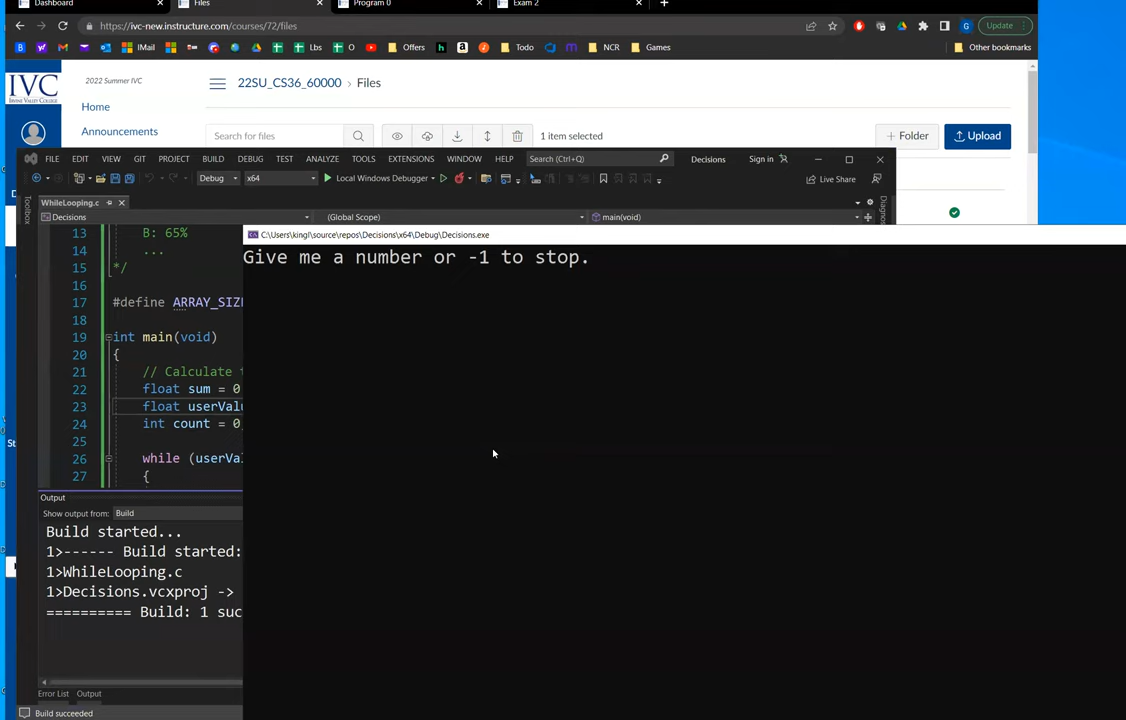 Dashboard
Files
Program 0
Exam 2
https://ivc-new.instructure.com/courses/72/files
Update
IMail
Lbs
O
Offers
Todo
NCR
Games
Other bookmarks
IVC
2022 Summer IVC
22SU_CS36_60000 > Files
Home
Announcements
Search for files
1 item selected
+ Folder
Upload
FILE EDIT VIEW GIT PROJECT BUILD DEBUG TEST ANALYZE TOOLS EXTENSIONS WINDOW HELP Search (Ctrl+Q) Decisions Sign in
Debug x64 Local Windows Debugger Live Share
Toolbox
WhileLooping.c
Decisions (Global Scope) main(void)
C:\Users\kingl\source\repos\Decisions\x64\Debug\Decisions.exe
Give me a number or -1 to stop.
13 B: 65%
14 ...
15 */
16
17 #define ARRAY_SIZE
18
19 int main(void)
20 {
21 // Calculate
22 float sum = 0
23 float userValu
24 int count = 0
25
26 while (userVa
27 {
Output
Show output from: Build
Build started...
1>------ Build started:
1>WhileLooping.c
1>Decisions.vcxproj ->
========== Build: 1 suc
Error List Output
Build succeeded